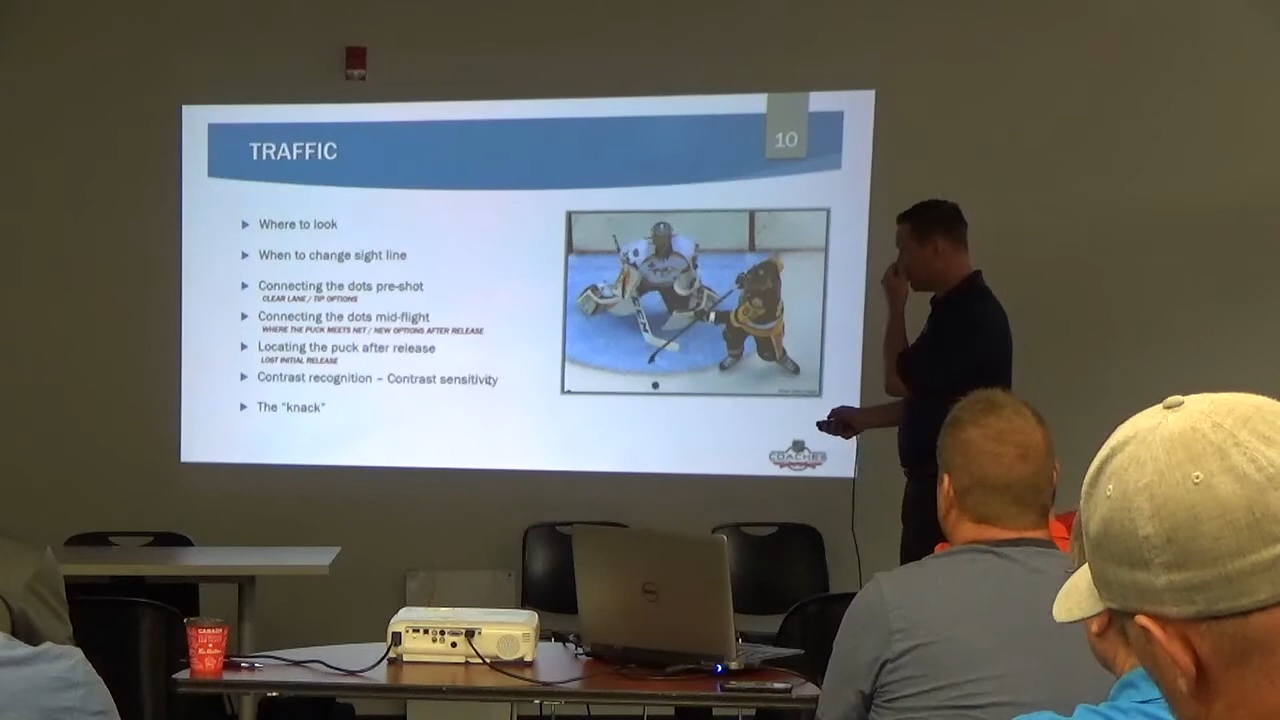 TRAFFIC
10
Where to look
When to change sight line
Connecting the dots pre-shot
CLEAR LANE / TIP OPTIONS
Connecting the dots mid-flight
WHERE THE PUCK MEETS NET / NEW OPTIONS AFTER RELEASE
Locating the puck after release
LOST INITIAL RELEASE
Contrast recognition – Contrast sensitivity
The "knack"
CCM
COACHES
DELL
CANADA